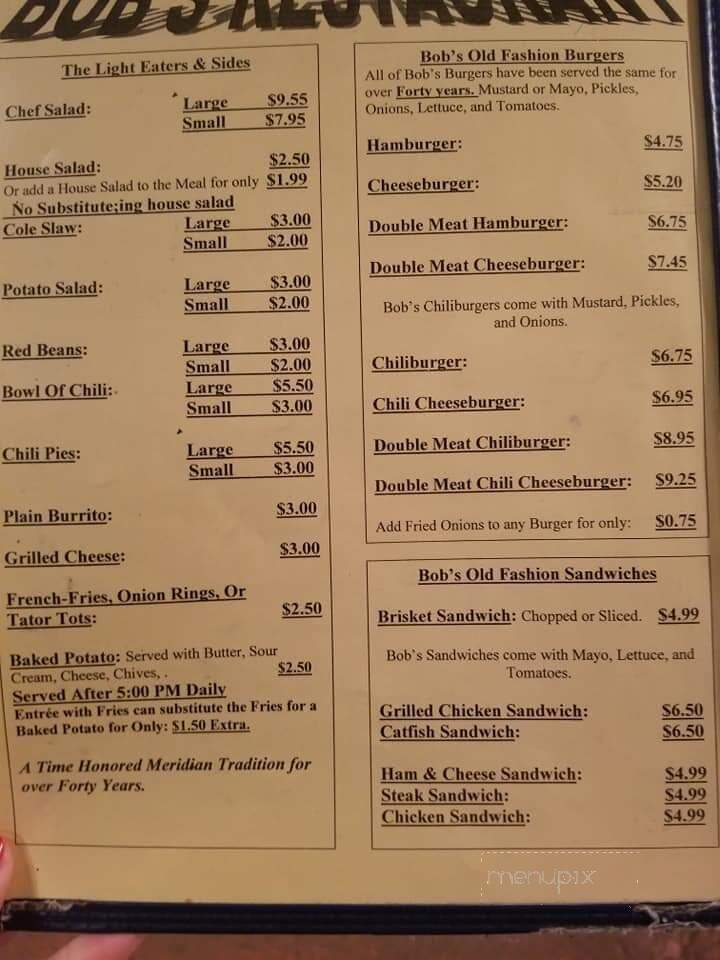 BOB'S RESTAURANT
The Light Eaters & Sides
Chef Salad: Large $9.55
Small $7.95
House Salad: $2.50
Or add a House Salad to the Meal for only $1.99
No Substitute;ing house salad
Cole Slaw: Large $3.00
Small $2.00
Potato Salad: Large $3.00
Small $2.00
Red Beans: Large $3.00
Small $2.00
Bowl Of Chili: Large $5.50
Small $3.00
Chili Pies: Large $5.50
Small $3.00
Plain Burrito: $3.00
Grilled Cheese: $3.00
French-Fries, Onion Rings, Or
Tator Tots: $2.50
Baked Potato: Served with Butter, Sour
Cream, Cheese, Chives, . $2.50
Served After 5:00 PM Daily
Entrée with Fries can substitute the Fries for a
Baked Potato for Only: $1.50 Extra.
A Time Honored Meridian Tradition for
over Forty Years.
Bob's Old Fashion Burgers
All of Bob's Burgers have been served the same for
over Forty years. Mustard or Mayo, Pickles,
Onions, Lettuce, and Tomatoes.
Hamburger: $4.75
Cheeseburger: $5.20
Double Meat Hamburger: $6.75
Double Meat Cheeseburger: $7.45
Bob's Chiliburgers come with Mustard, Pickles,
and Onions.
Chiliburger: $6.75
Chili Cheeseburger: $6.95
Double Meat Chiliburger: $8.95
Double Meat Chili Cheeseburger: $9.25
Add Fried Onions to any Burger for only: $0.75
Bob's Old Fashion Sandwiches
Brisket Sandwich: Chopped or Sliced. $4.99
Bob's Sandwiches come with Mayo, Lettuce, and
Tomatoes.
Grilled Chicken Sandwich: $6.50
Catfish Sandwich: $6.50
Ham & Cheese Sandwich: $4.99
Steak Sandwich: $4.99
Chicken Sandwich: $4.99
menupix